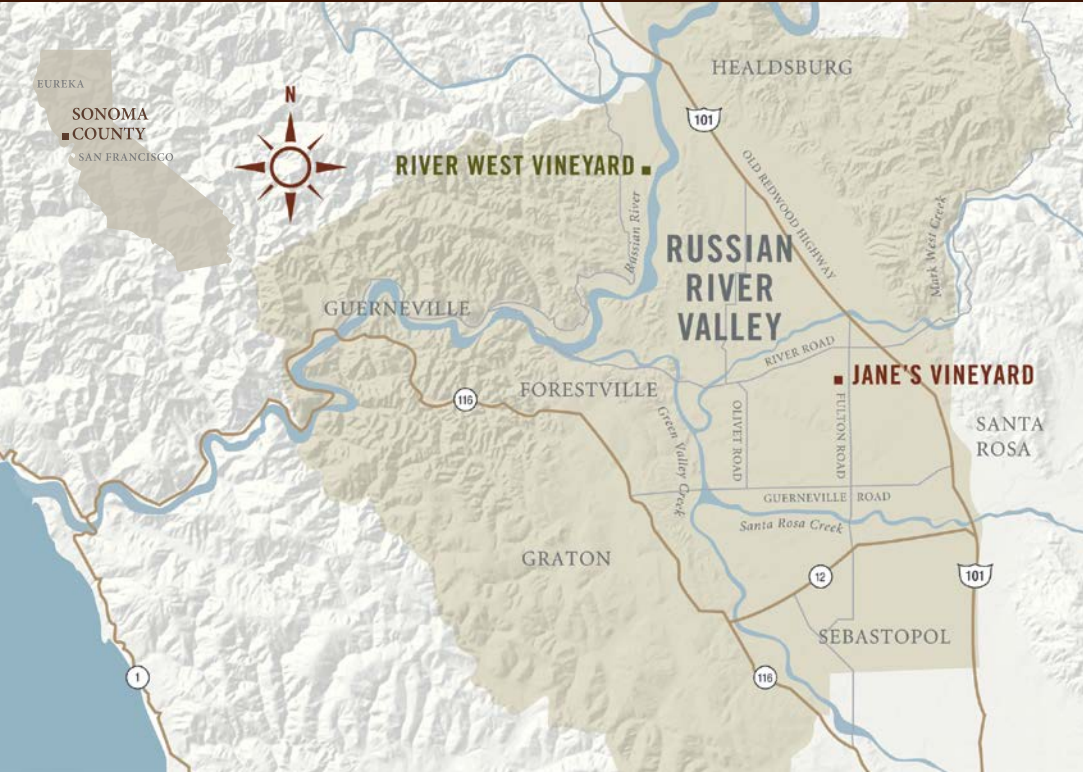 N
EUREKA
SONOMA
COUNTY
SAN FRANCISCO
HEALDSBURG
101
RIVER WEST VINEYARD
OLD REDWOOD HIGHWAY
Russian River
Mark West Creek
RUSSIAN
RIVER
VALLEY
GUERNEVILLE
RIVER ROAD
JANE'S VINEYARD
116
FORESTVILLE
Green Valley Creek
OLIVET ROAD
FULTON ROAD
SANTA
ROSA
GUERNEVILLE ROAD
Santa Rosa Creek
GRATON
12
101
SEBASTOPOL
1
116